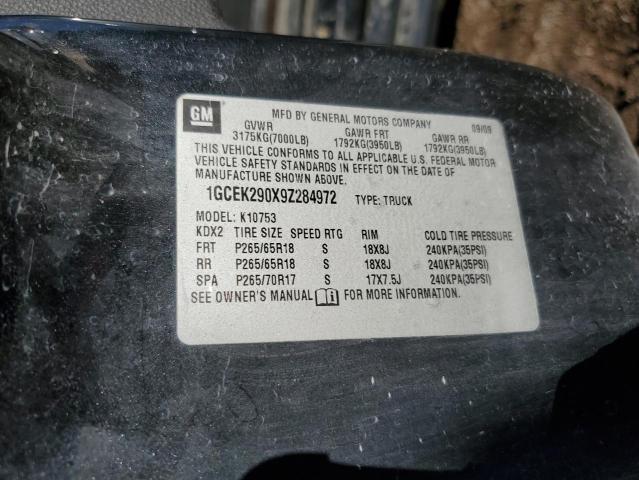 GM
MFD BY GENERAL MOTORS COMPANY 09/09
GVWR GAWR FRT GAWR RR
3175KG(7000LB) 1792KG(3950LB) 1792KG(3950LB)
THIS VEHICLE CONFORMS TO ALL APPLICABLE U.S. FEDERAL MOTOR
VEHICLE SAFETY STANDARDS IN EFFECT ON THE DATE OF
MANUFACTURE SHOWN ABOVE.
1GCEK290X9Z284972 TYPE: TRUCK
MODEL: K10753
KDX2 TIRE SIZE SPEED RTG RIM COLD TIRE PRESSURE
FRT P265/65R18 S 18X8J 240KPA(35PSI)
RR P265/65R18 S 18X8J 240KPA(35PSI)
SPA P265/70R17 S 17X7.5J 240KPA(35PSI)
SEE OWNER'S MANUAL FOR MORE INFORMATION.